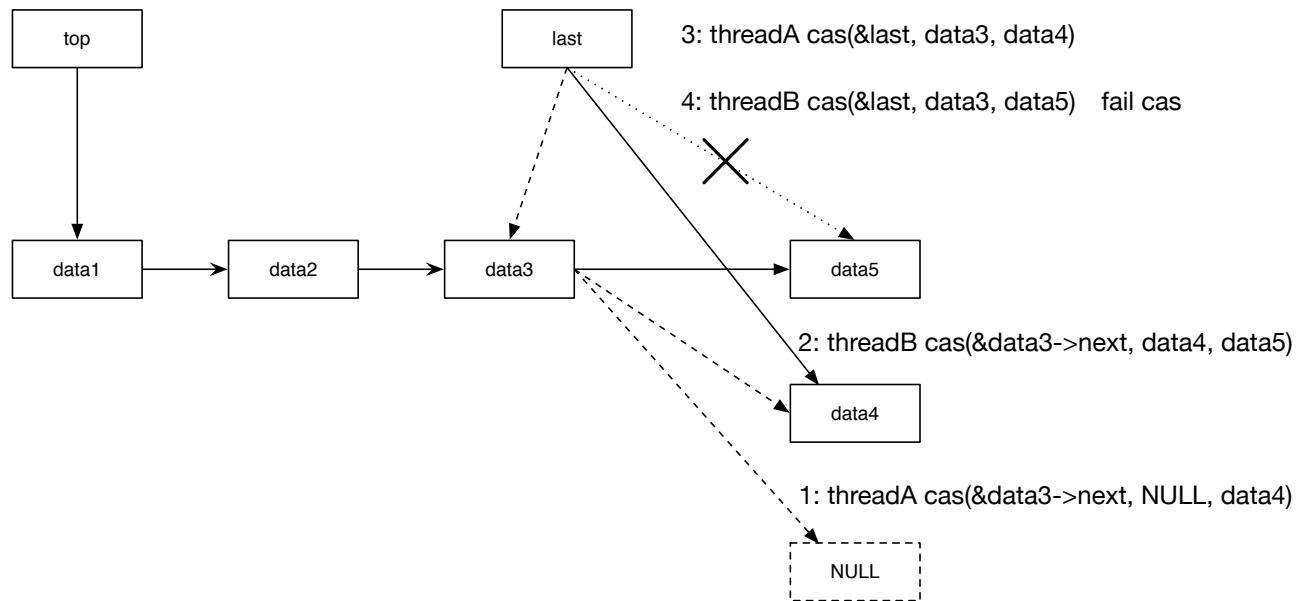 top
last
3: threadA cas(&last, data3, data4)
4: threadB cas(&last, data3, data5) fail cas
data1
data2
data3
data5
2: threadB cas(&data3->next, data4, data5)
data4
1: threadA cas(&data3->next, NULL, data4)
NULL